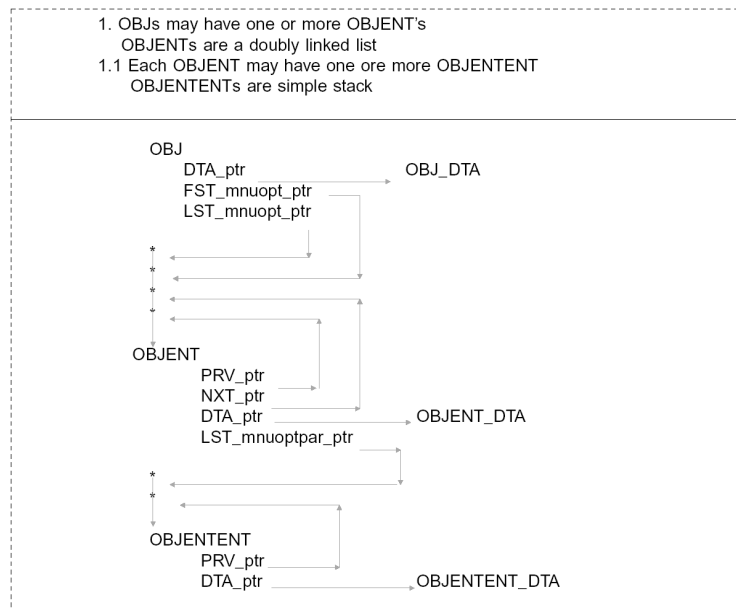 1. OBJs may have one or more OBJENT's
OBJENTs are a doubly linked list
1.1 Each OBJENT may have one ore more OBJENTENT
OBJENTENTs are simple stack
OBJ
DTA_ptr OBJ_DTA
FST_mnuopt_ptr
LST_mnuopt_ptr
*
*
*
*
OBJENT
PRV_ptr
NXT_ptr
DTA_ptr OBJENT_DTA
LST_mnuoptpar_ptr
*
*
OBJENTENT
PRV_ptr
DTA_ptr OBJENTENT_DTA